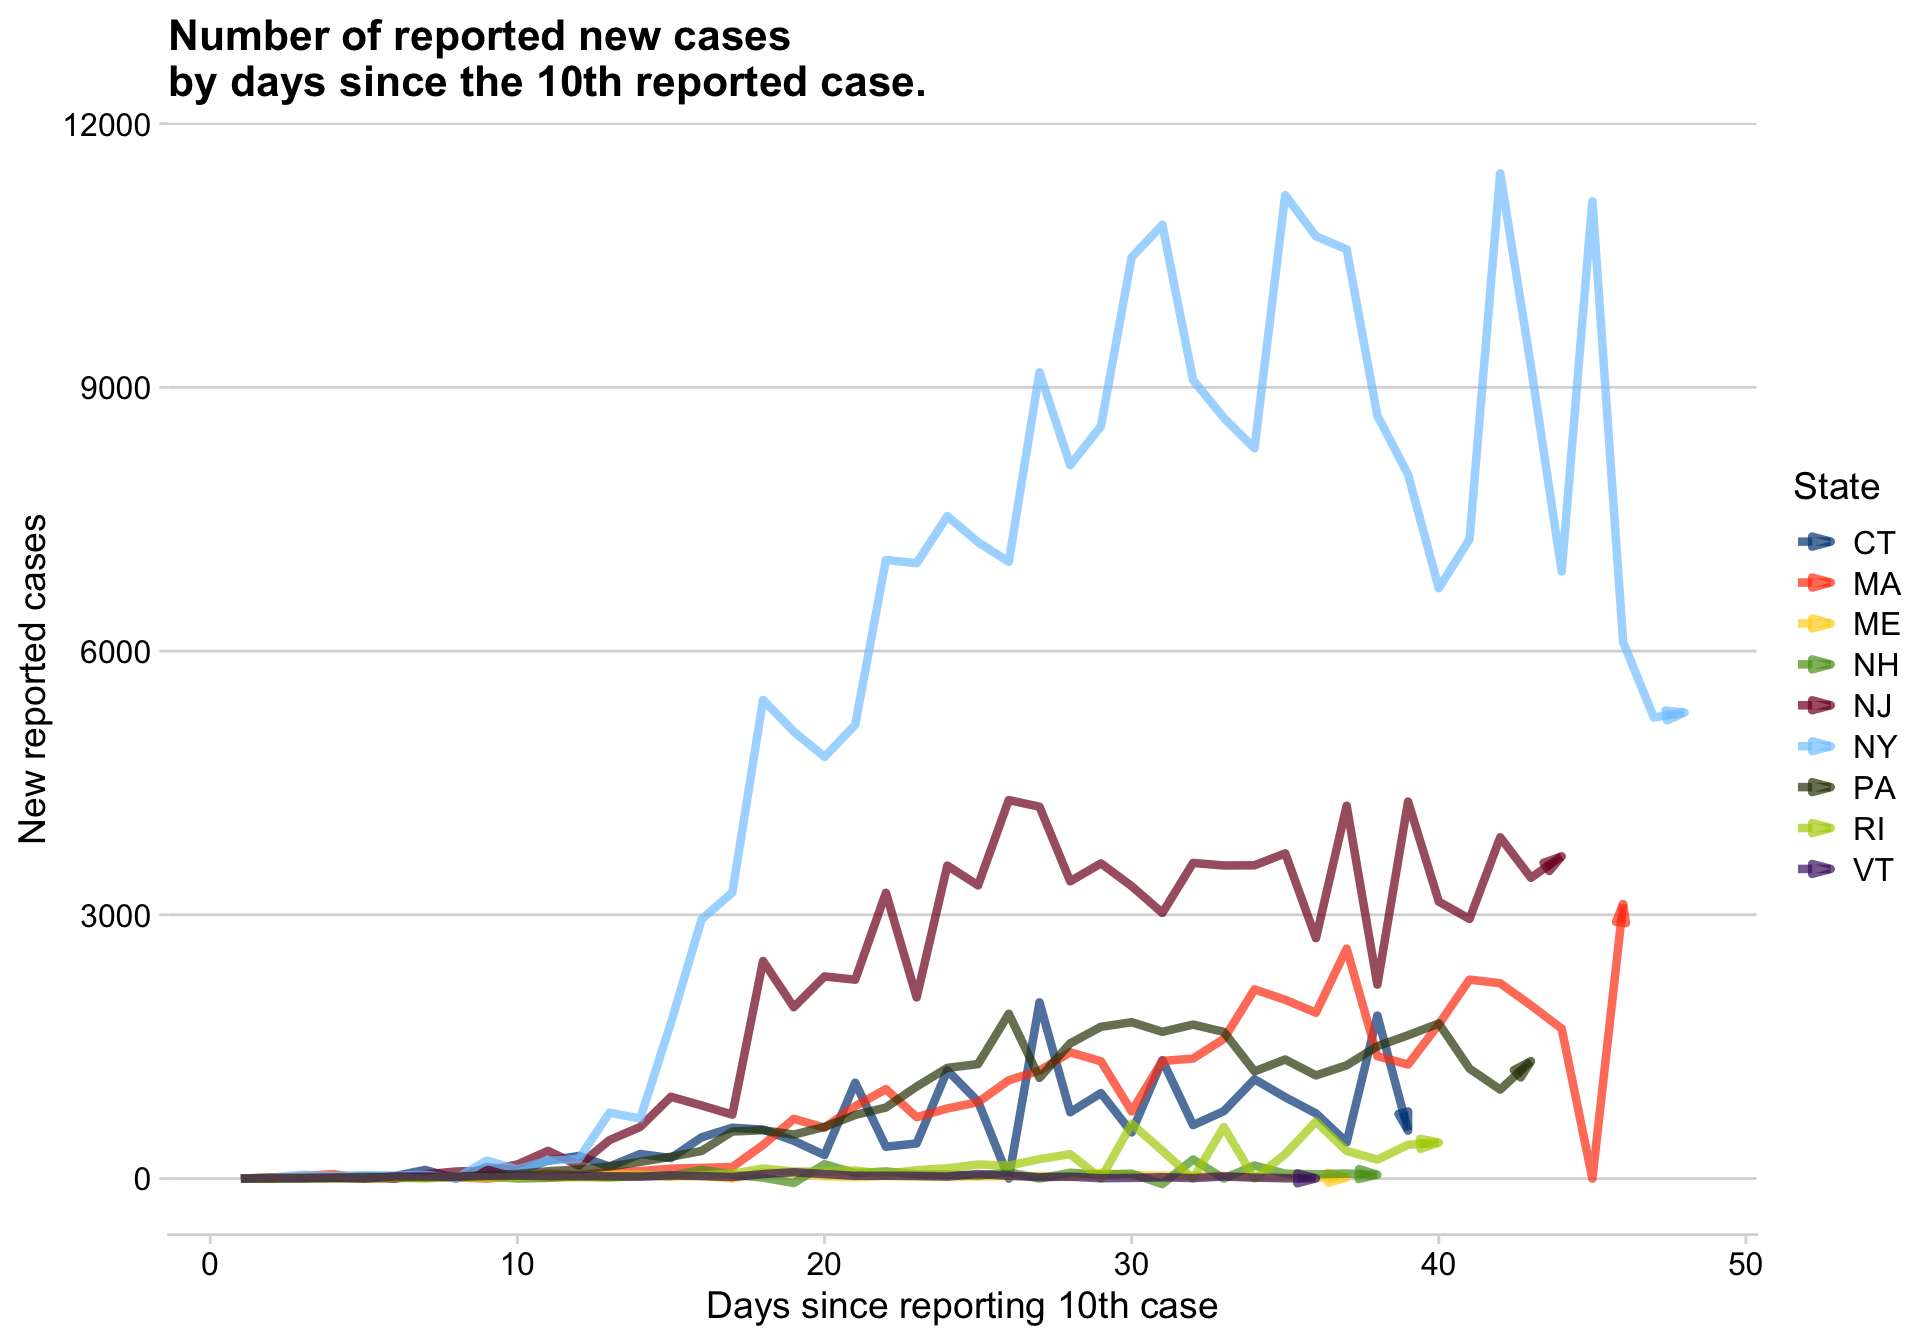 Number of reported new cases
by days since the 10th reported case.
12000
9000
6000
3000
0
New reported cases
0 10 20 30 40 50
Days since reporting 10th case
State
CT
MA
ME
NH
NJ
NY
PA
RI
VT